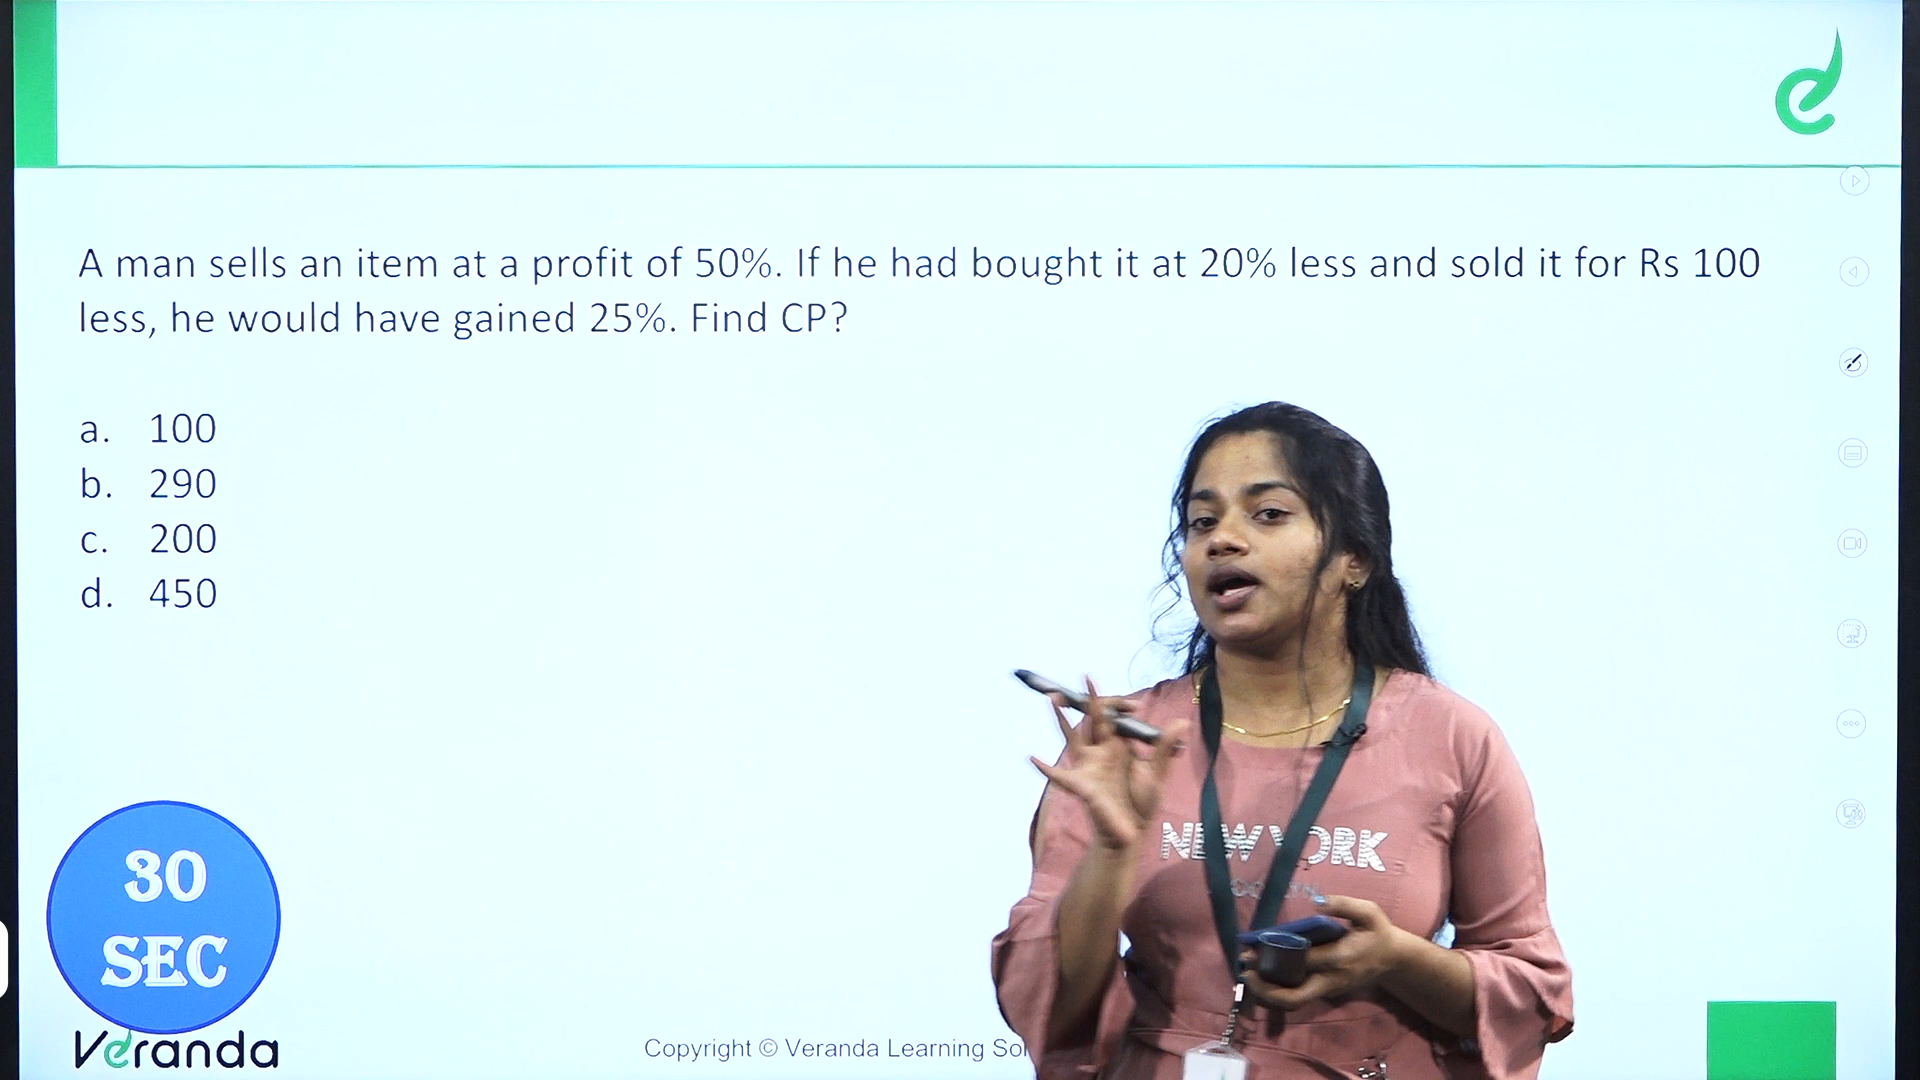 A man sells an item at a profit of 50%. If he had bought it at 20% less and sold it for Rs 100
less, he would have gained 25%. Find CP?
a. 100
b. 290
c. 200
d. 450
NEW YORK
30
SEC
Veranda
Copyright © Veranda Learning